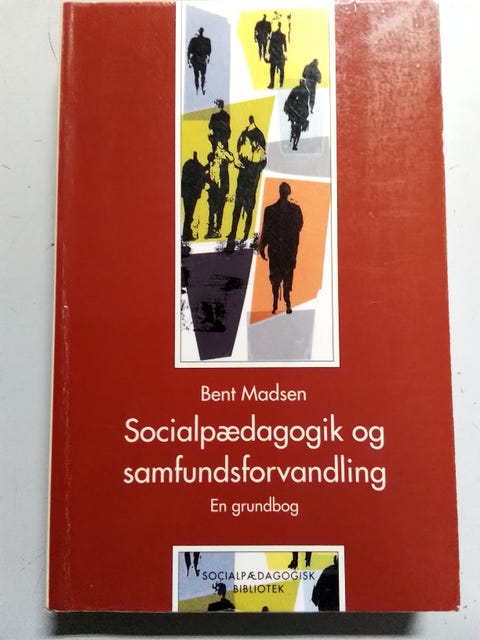 Bent Madsen
Socialpædagogik og
samfundsforvandling
En grundbog
SOCIALPÆDAGOGISK
BIBLIOTEK